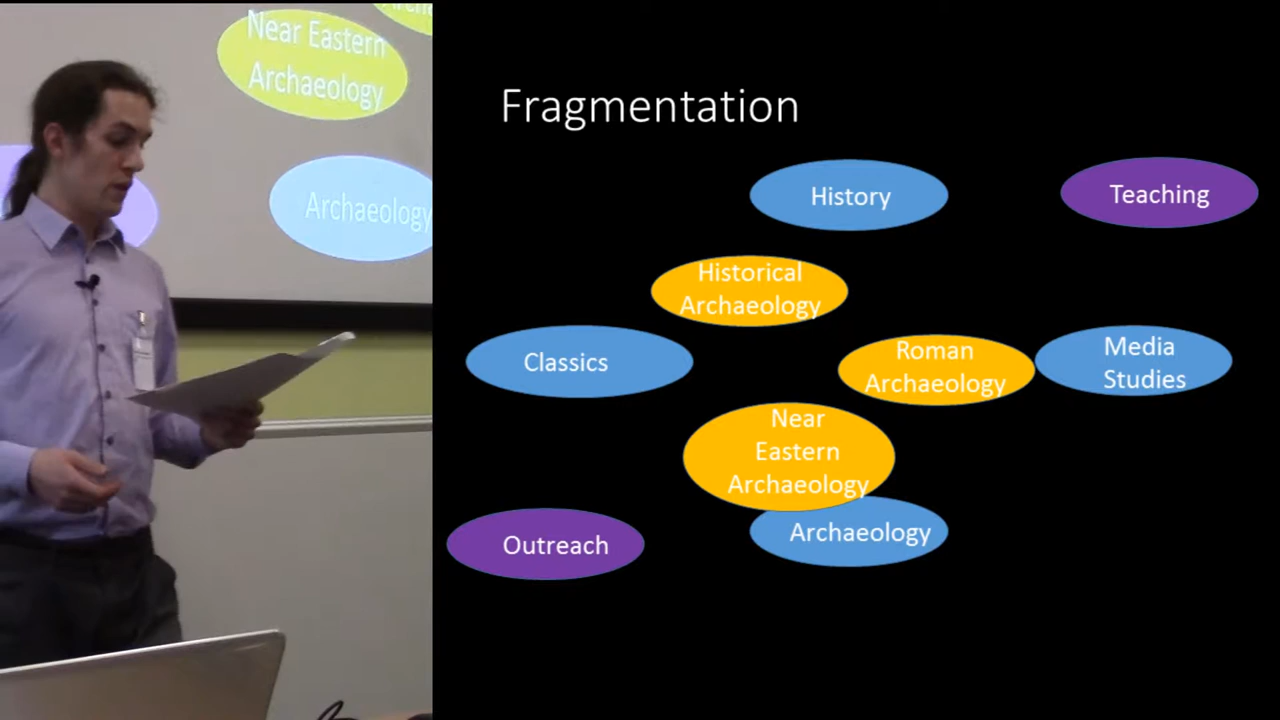 Near Eastern
Archaeology
Archaeology
Fragmentation
History
Teaching
Historical
Archaeology
Classics
Roman
Archaeology
Media
Studies
Near
Eastern
Archaeology
Archaeology
Outreach